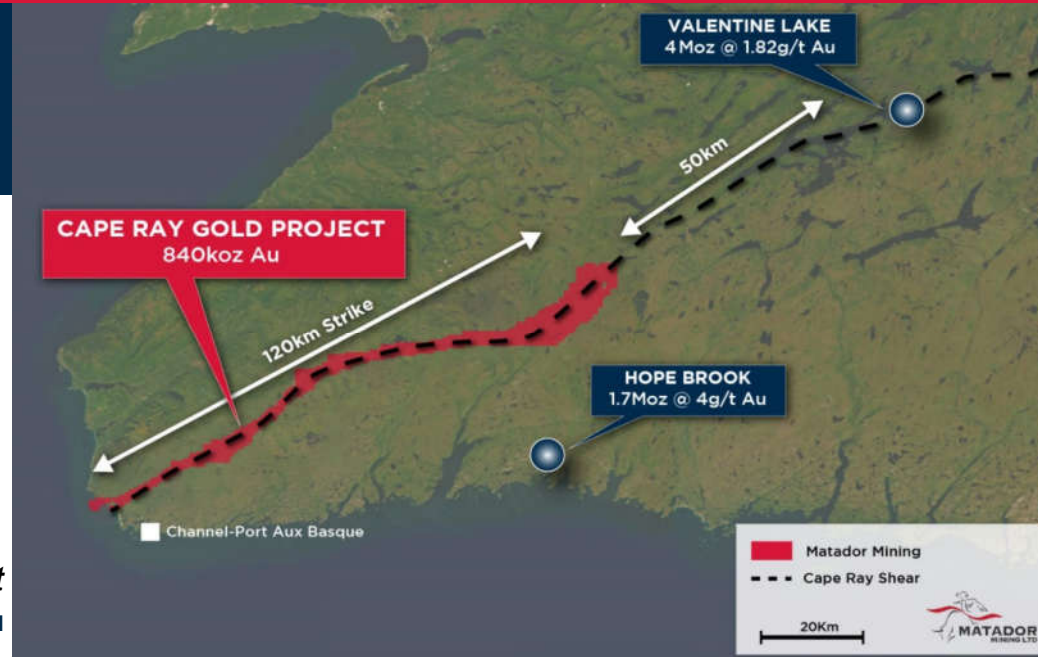 VALENTINE LAKE
4Moz @ 1.82g/t Au
50km
CAPE RAY GOLD PROJECT
840koz Au
120km Strike
HOPE BROOK
1.7Moz @ 4g/t Au
Channel-Port Aux Basque
Matador Mining
Cape Ray Shear
20Km
MATADOR
MINING LTD
t